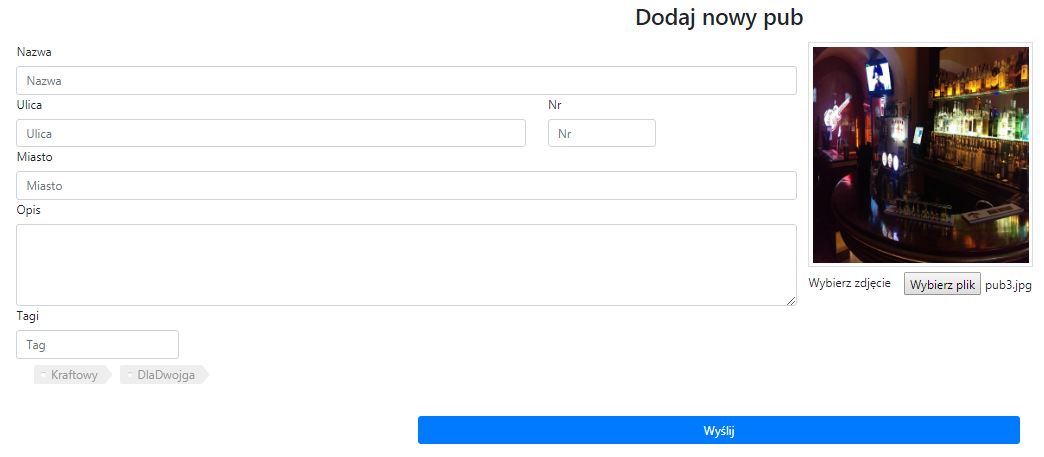 Dodaj nowy pub
Nazwa
Nazwa
Ulica
Nr
Ulica
Nr
Miasto
Miasto
Opis
Wybierz zdjęcie
Wybierz plik
pub3.jpg
Tagi
Tag
Kraftowy
DlaDwojga
Wyślij